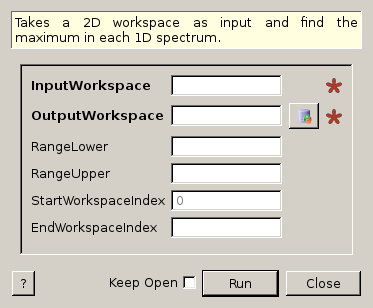 Takes a 2D workspace as input and find the
maximum in each 1D spectrum.
InputWorkspace
OutputWorkspace
RangeLower
RangeUpper
StartWorkspaceIndex 0
EndWorkspaceIndex
? Keep Open Run Close